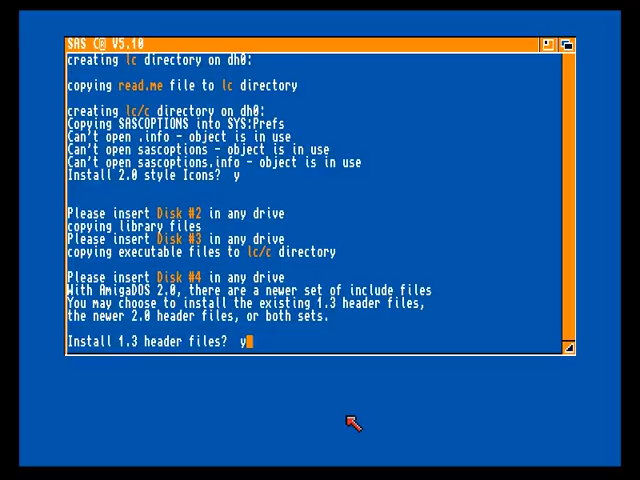 SAS C® V5.10
creating lc directory on dh0:
copying read.me file to lc directory
creating lc/c directory on dh0:
Copying SASCOPTIONS into SYS:Prefs
Can't open .info - object is in use
Can't open sascoptions - object is in use
Can't open sascoptions.info - object is in use
Install 2.0 style Icons?  y
Please insert Disk #2 in any drive
copying library files
Please insert Disk #3 in any drive
copying executable files to lc/c directory
Please insert Disk #4 in any drive
With AmigaDOS 2.0, there are a newer set of include files
You may choose to install the existing 1.3 header files,
the newer 2.0 header files, or both sets.
Install 1.3 header files?  y